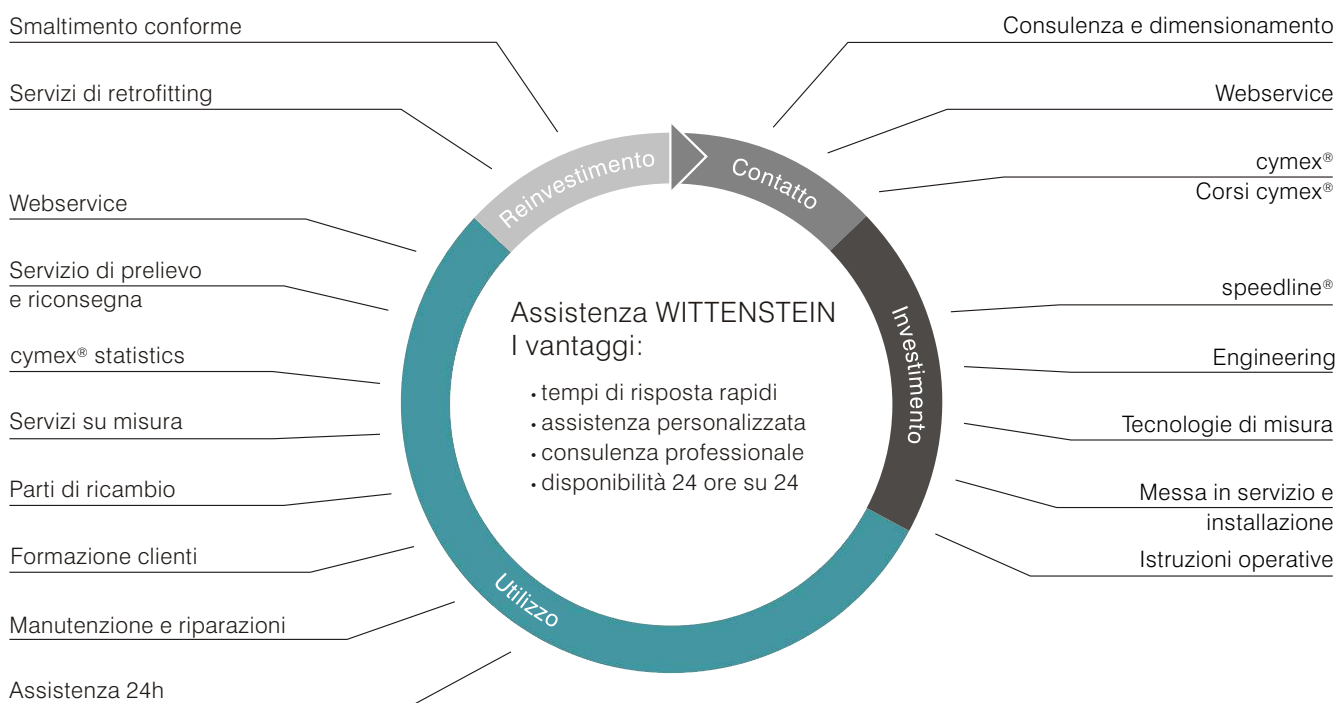 Smaltimento conforme
Servizi di retrofitting
Webservice
Servizio di prelievo
e riconsegna
cymex® statistics
Servizi su misura
Parti di ricambio
Formazione clienti
Manutenzione e riparazioni
Assistenza 24h
Reinvestimento
Contatto
Investimento
Utilizzo
Assistenza WITTENSTEIN
I vantaggi:
• tempi di risposta rapidi
• assistenza personalizzata
• consulenza professionale
• disponibilità 24 ore su 24
Consulenza e dimensionamento
Webservice
cymex®
Corsi cymex®
speedline®
Engineering
Tecnologie di misura
Messa in servizio e
installazione
Istruzioni operative